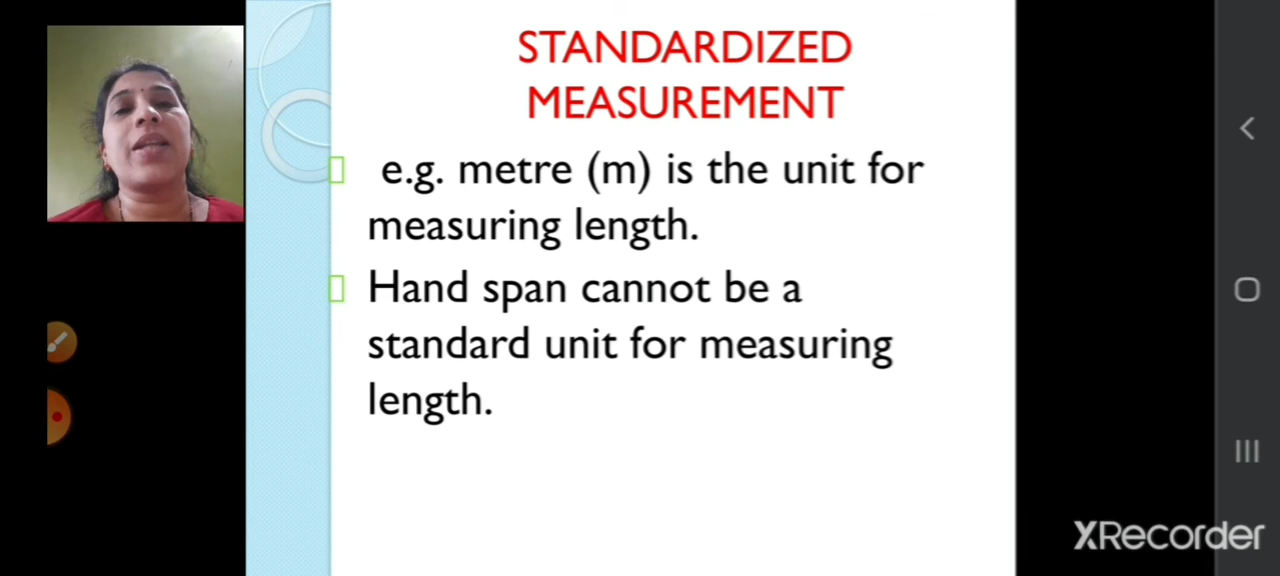 STANDARDIZED
MEASUREMENT
e.g. metre (m) is the unit for
measuring length.
Hand span cannot be a
standard unit for measuring
length.
XRecorder